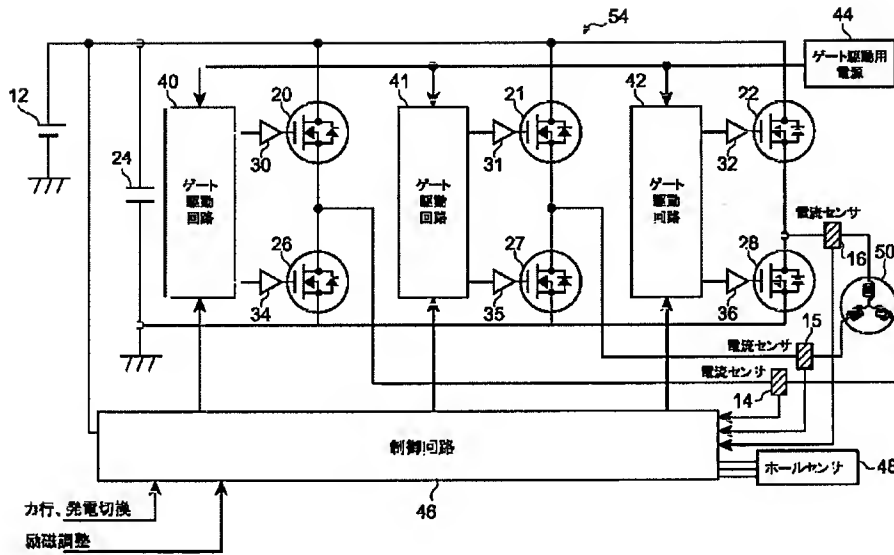 54
44
ゲート駆動用
電源
12
40
20
41
21
42
22
24
30
31
32
ゲート
駆動
回路
ゲート
駆動
回路
ゲート
駆動
回路
電流センサ
16
50
26
27
28
34
35
36
15
電流センサ
電流センサ
14
制御回路
ホールセンサ
48
46
力行、発電切換
励磁調整